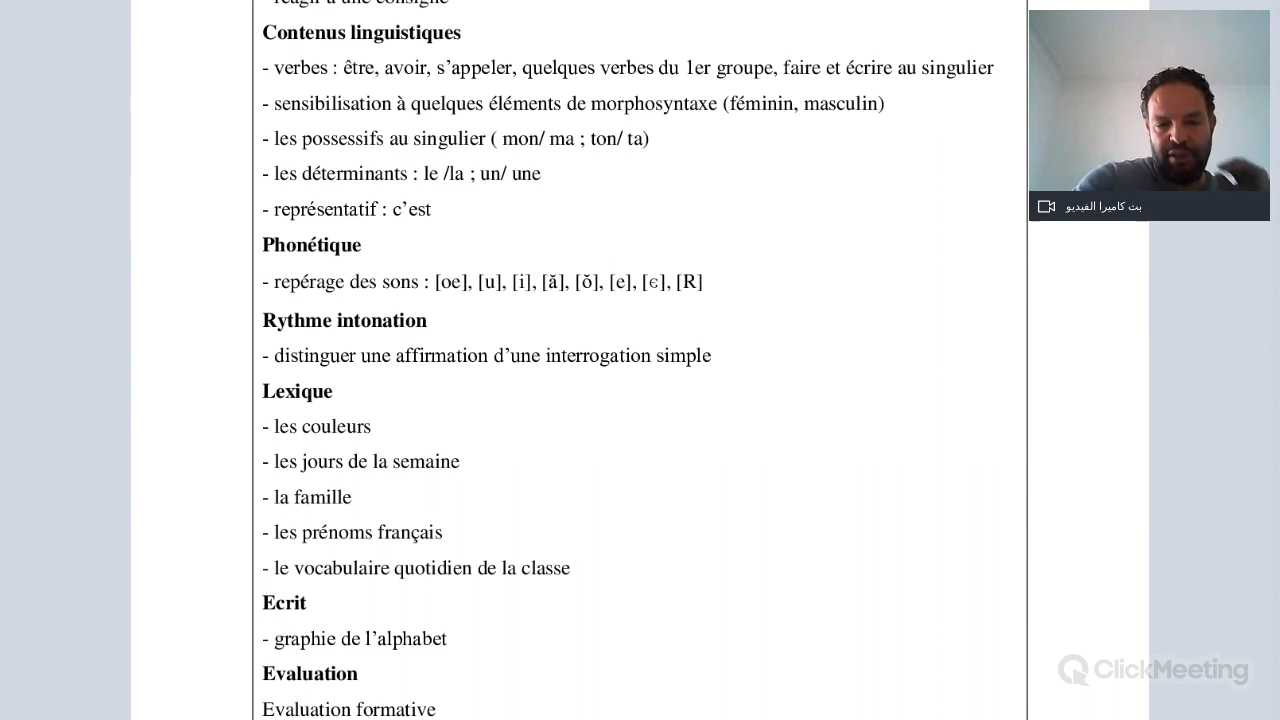 Contenus linguistiques
- verbes : être, avoir, s’appeler, quelques verbes du 1er groupe, faire et écrire au singulier
- sensibilisation à quelques éléments de morphosyntaxe (féminin, masculin)
- les possessifs au singulier ( mon/ ma ; ton/ ta)
- les déterminants : le /la ; un/ une
- représentatif : c’est
Phonétique
- repérage des sons : [oe], [u], [i], [ă], [ŏ], [e], [є], [R]
Rythme intonation
- distinguer une affirmation d’une interrogation simple
Lexique
- les couleurs
- les jours de la semaine
- la famille
- les prénoms français
- le vocabulaire quotidien de la classe
Ecrit
- graphie de l’alphabet
Evaluation
Evaluation formative
بث كاميرا الفيديو
ClickMeeting